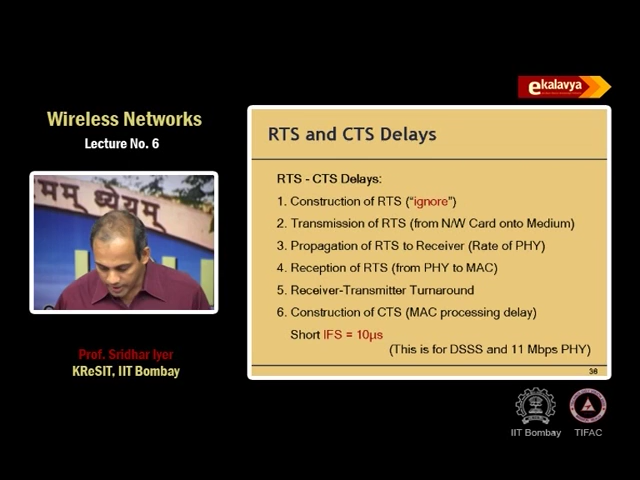 ekalavya
Wireless Networks
Lecture No. 6
मम् ध्येयम्
Prof. Sridhar Iyer
KReSIT, IIT Bombay
RTS and CTS Delays
RTS - CTS Delays:
1. Construction of RTS ("ignore")
2. Transmission of RTS (from N/W Card onto Medium)
3. Propagation of RTS to Receiver (Rate of PHY)
4. Reception of RTS (from PHY to MAC)
5. Receiver-Transmitter Turnaround
6. Construction of CTS (MAC processing delay)
Short IFS = 10µs
(This is for DSSS and 11 Mbps PHY)
38
IIT Bombay
TIFAC